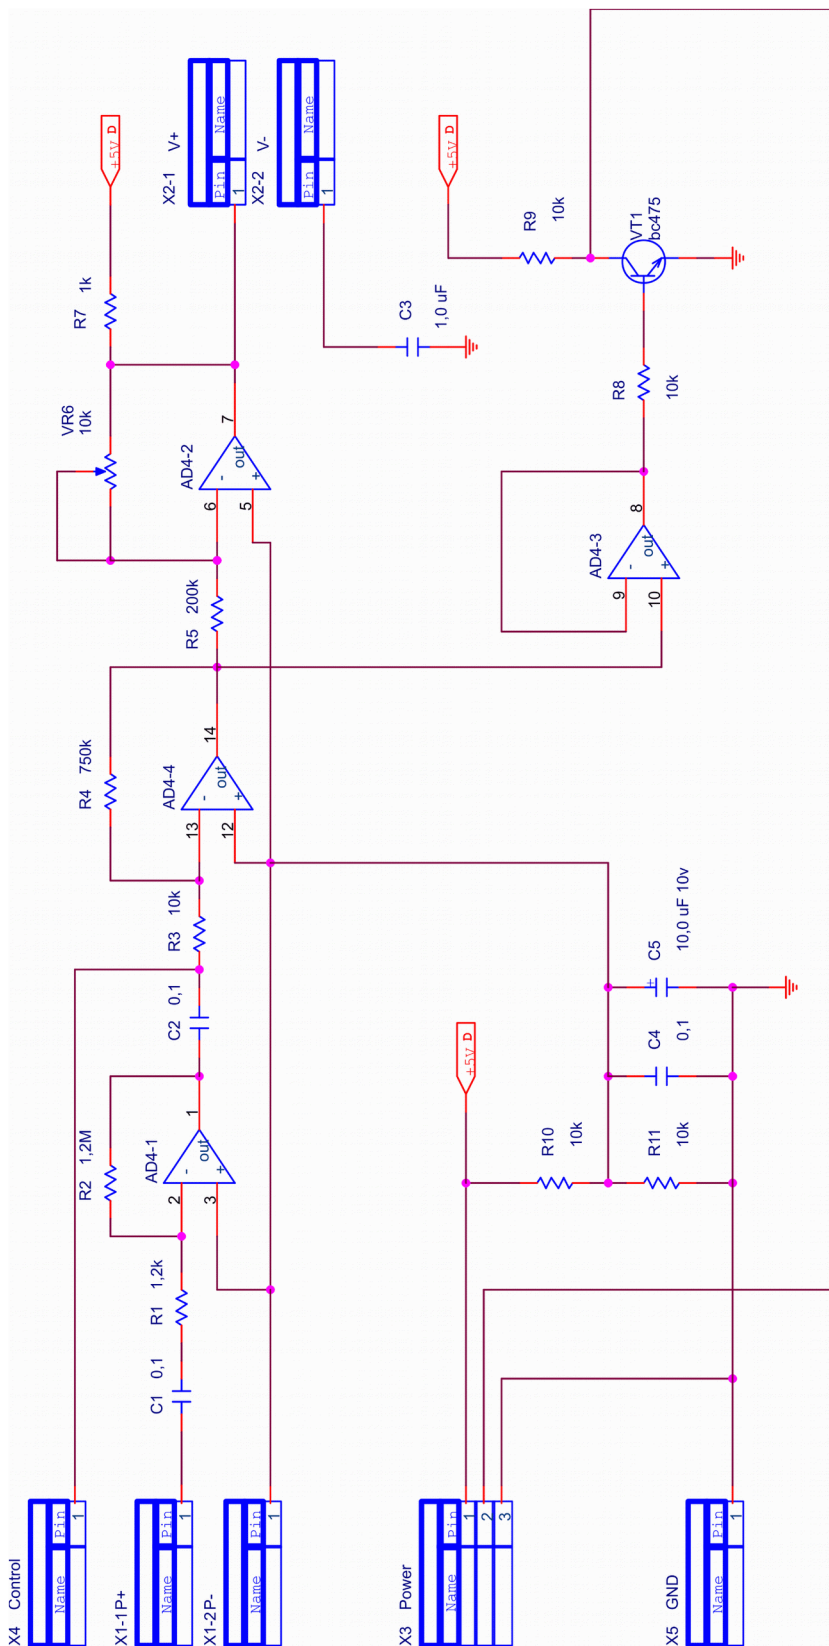 X4 Control
Name Pin
1
X1-1 P+
Name Pin
1
X1-2 P-
Name Pin
1
C1 0,1
R1 1,2k
R2 1,2M
2
3
AD4-1
-
+
out
1
C2 0,1
R3 10k
R4 750k
13
12
AD4-4
-
+
out
14
R5 200k
6
5
AD4-2
-
+
out
7
VR6
10k
R7 1k
+5V D
X2-1 V+
Pin Name
1
X2-2 V-
Pin Name
1
C3
1,0 uF
X3 Power
Name Pin
1
2
3
X5 GND
Name Pin
1
+5V D
R10
10k
R11
10k
C4
0,1
C5
+
10,0 uF 10v
9
10
AD4-3
-
+
out
8
R8
10k
R9
10k
+5V D
VT1
bc475